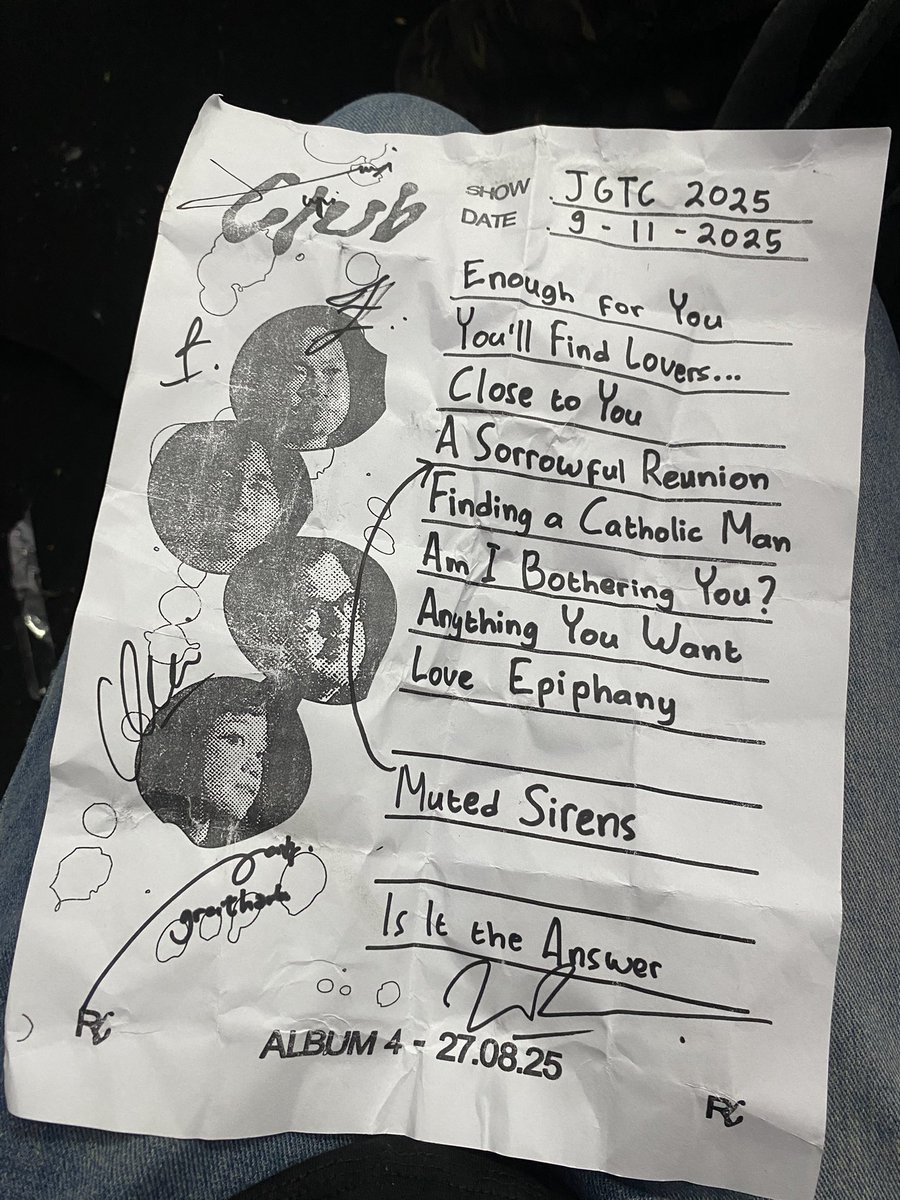 SHOW JGTC 2025
DATE 9-11-2025
Enough for You
You'll Find Lovers...
Close to You
A Sorrowful Reunion
Finding a Catholic Man
Am I Bothering You?
Anything You Want
Love Epiphany
Muted Sirens
Is It the Answer
ALBUM 4 - 27.08.25
RC
RC